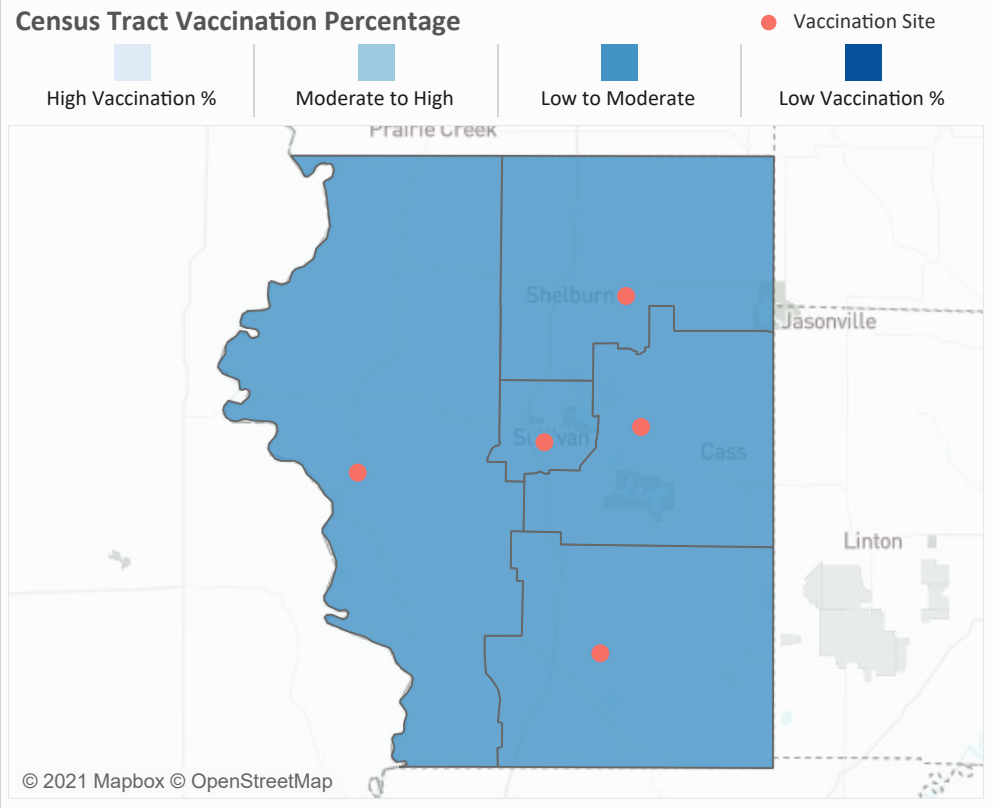 Census Tract Vaccination Percentage
Vaccination Site
High Vaccination %
Moderate to High
Low to Moderate
Low Vaccination %
Prairie Creek
Shelburn
Jasonville
Sullivan
Cass
Linton
© 2021 Mapbox © OpenStreetMap